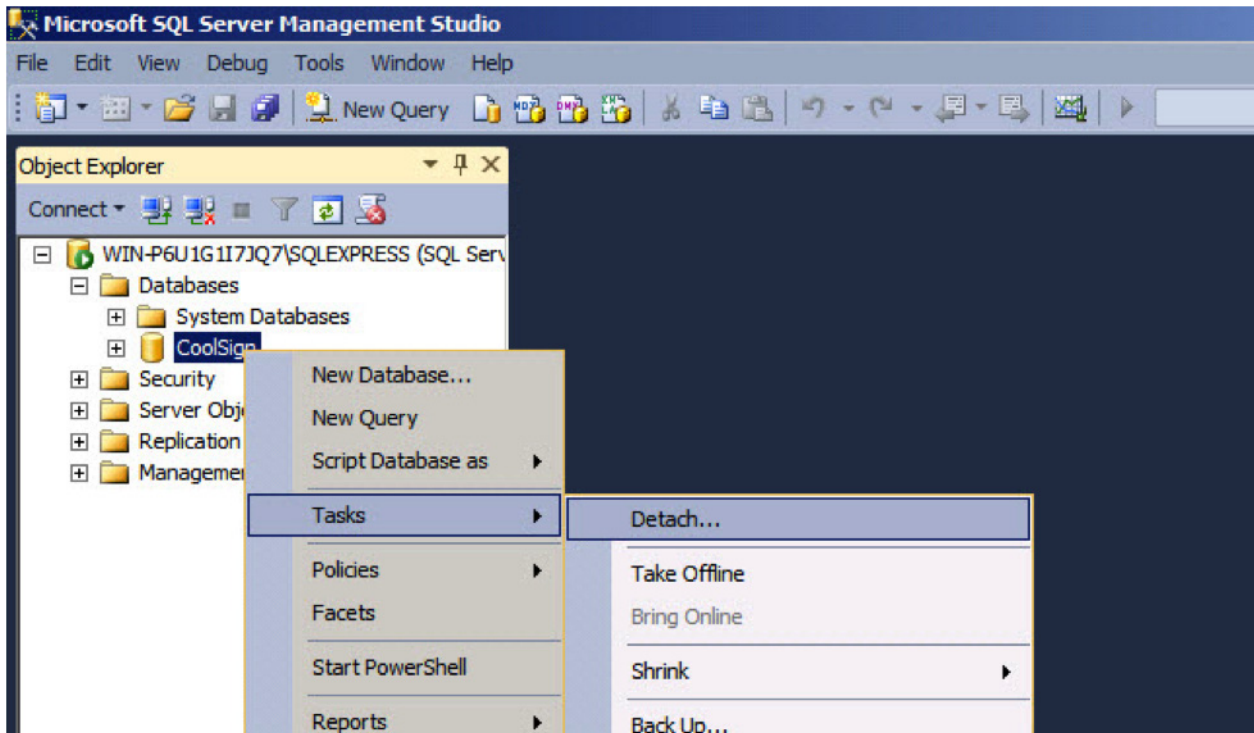 Microsoft SQL Server Management Studio
File Edit View Debug Tools Window Help
New Query
Object Explorer
Connect
WIN-P6U1G1I7JQ7\SQLEXPRESS (SQL Serv
Databases
System Databases
CoolSign
Security
Server Obj
Replication
Managemen
New Database...
New Query
Script Database as
Tasks
Policies
Facets
Start PowerShell
Reports
Detach...
Take Offline
Bring Online
Shrink
Back Up...